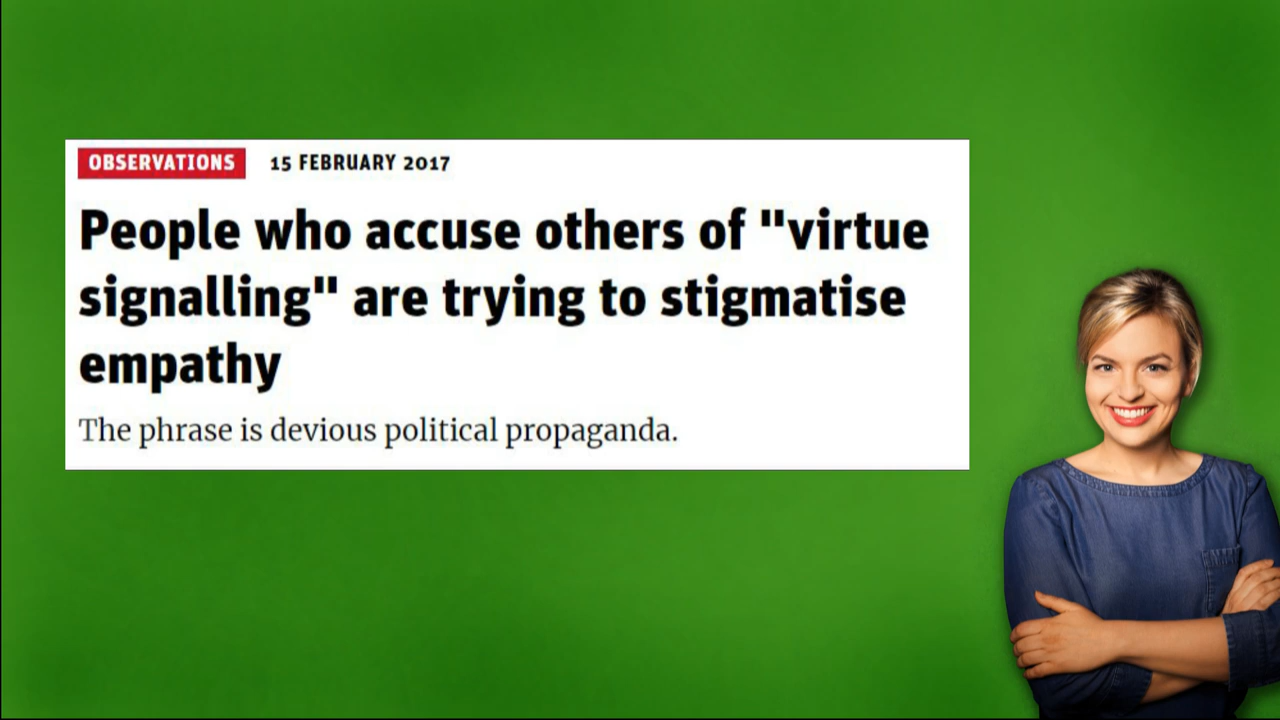 OBSERVATIONS 15 FEBRUARY 2017
People who accuse others of "virtue
signalling" are trying to stigmatise
empathy
The phrase is devious political propaganda.